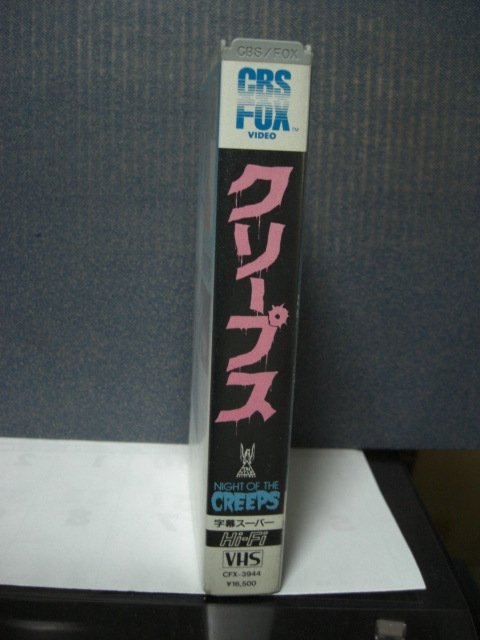 CBS/FOX
CBS
FOX
VIDEO
TM
クリープス
NIGHT OF THE
CREEPS
字幕スーパー
Hi-Fi
VHS
CFX-3944
¥16,500